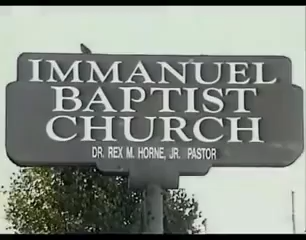 IMMANUEL
BAPTIST
CHURCH
DR. REX M. HORNE, JR. PASTOR